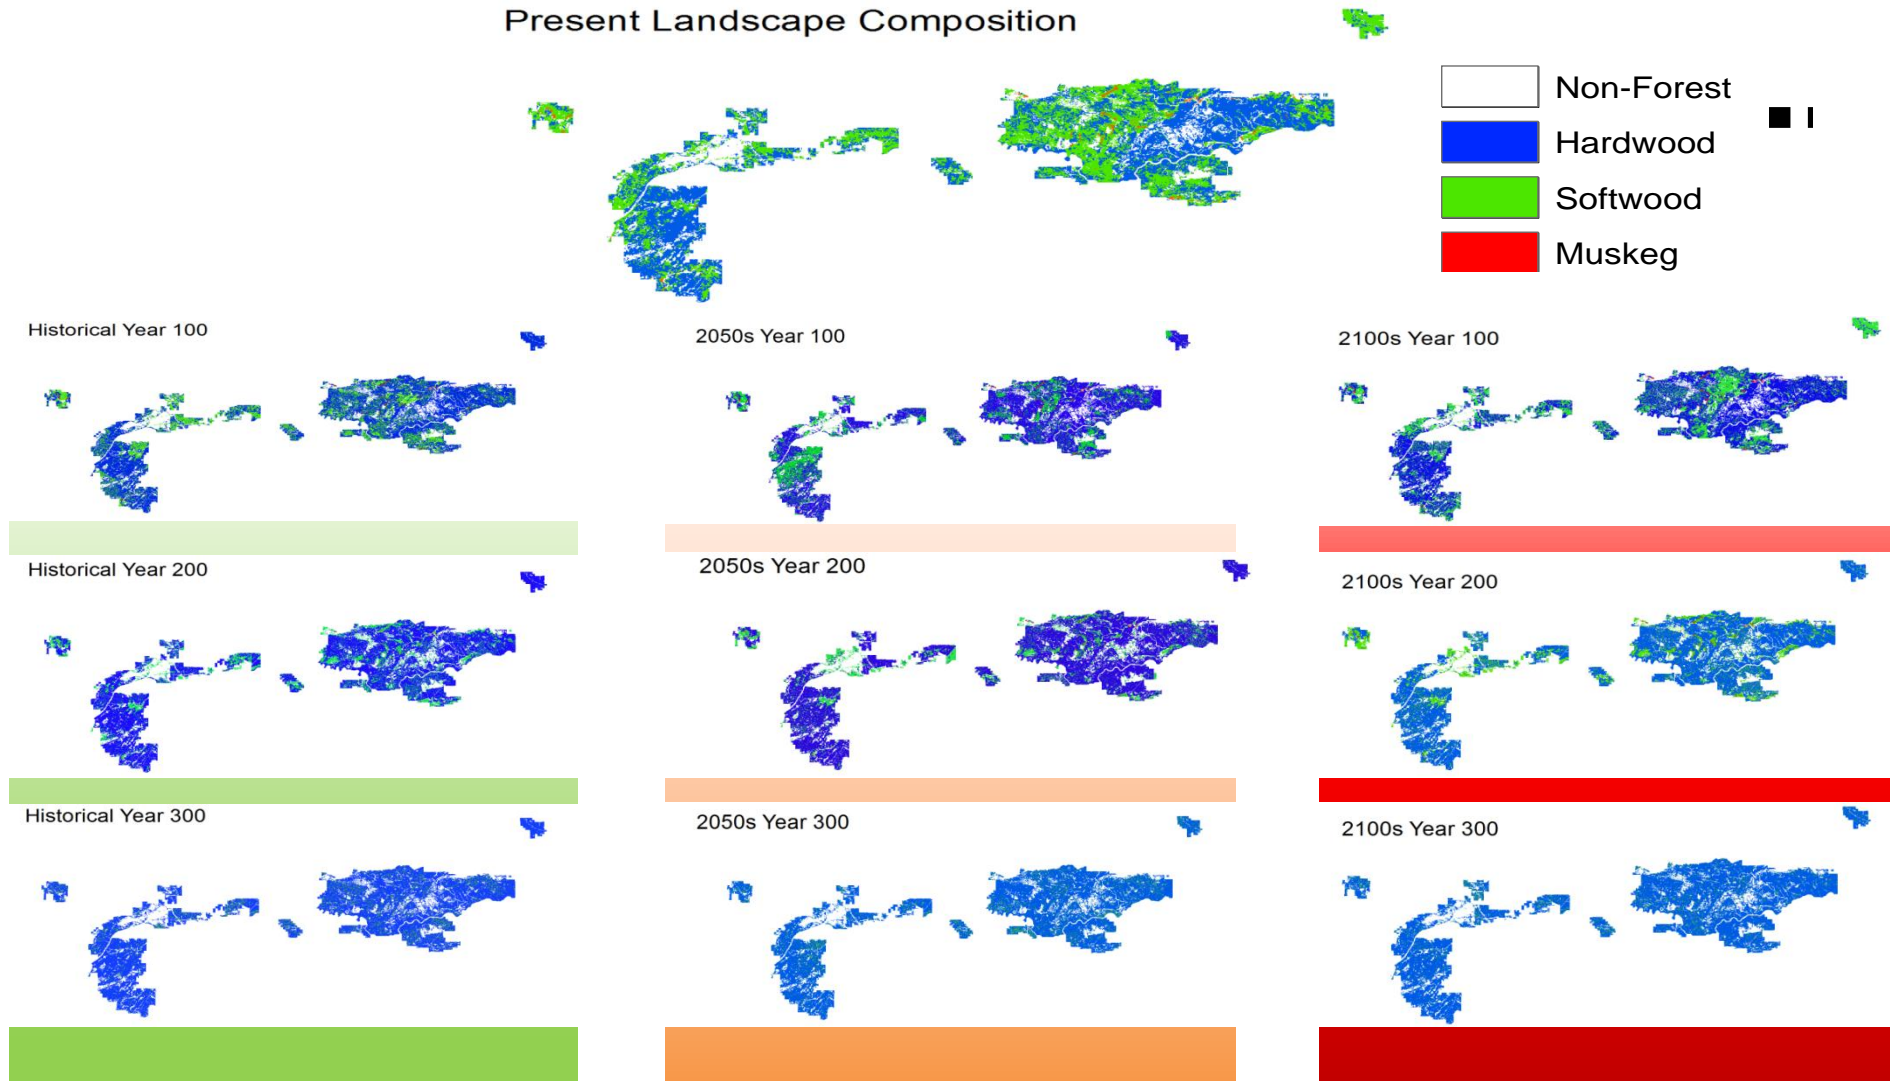 Present Landscape Composition
Non-Forest
Hardwood
Softwood
Muskeg
Historical Year 100
2050s Year 100
2100s Year 100
Historical Year 200
2050s Year 200
2100s Year 200
Historical Year 300
2050s Year 300
2100s Year 300